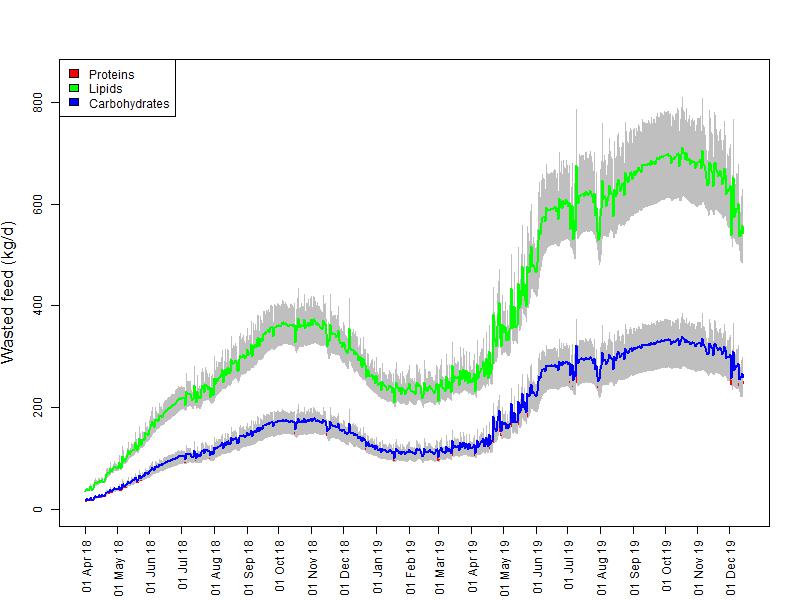 Proteins
Lipids
Carbohydrates
Wasted feed (kg/d)
800
600
400
200
0
01 Apr 18
01 May 18
01 Jun 18
01 Jul 18
01 Aug 18
01 Sep 18
01 Oct 18
01 Nov 18
01 Dec 18
01 Jan 19
01 Feb 19
01 Mar 19
01 Apr 19
01 May 19
01 Jun 19
01 Jul 19
01 Aug 19
01 Sep 19
01 Oct 19
01 Nov 19
01 Dec 19